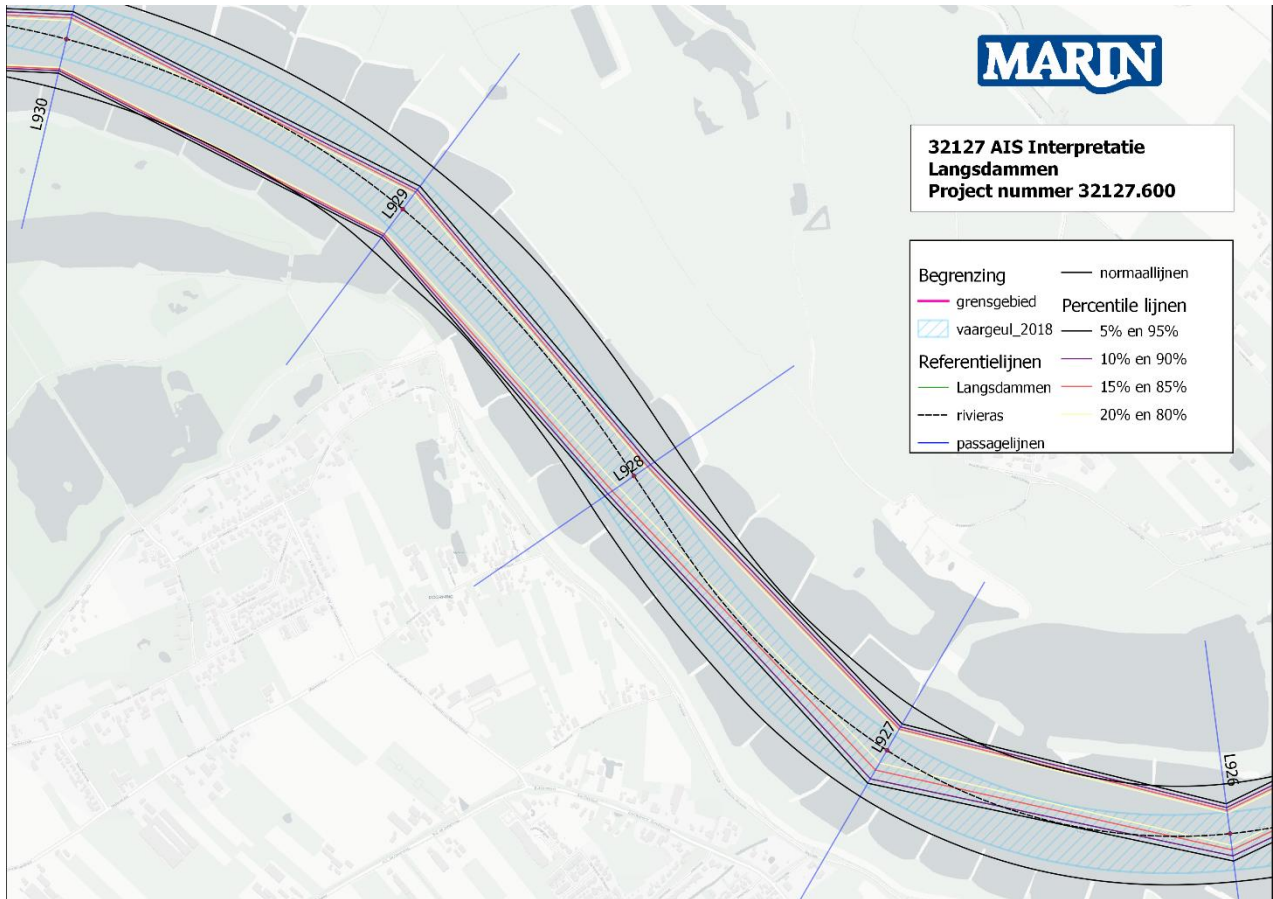 MARIN
32127 AIS Interpretatie
Langsdammen
Project nummer 32127.600
Begrenzing
grensgebied
vaargeul_2018
Referentielijnen
Langsdammen
rivieras
passagelijnen
normaallijnen
Percentile lijnen
5% en 95%
10% en 90%
15% en 85%
20% en 80%
L930
L929
L928
L927
L926